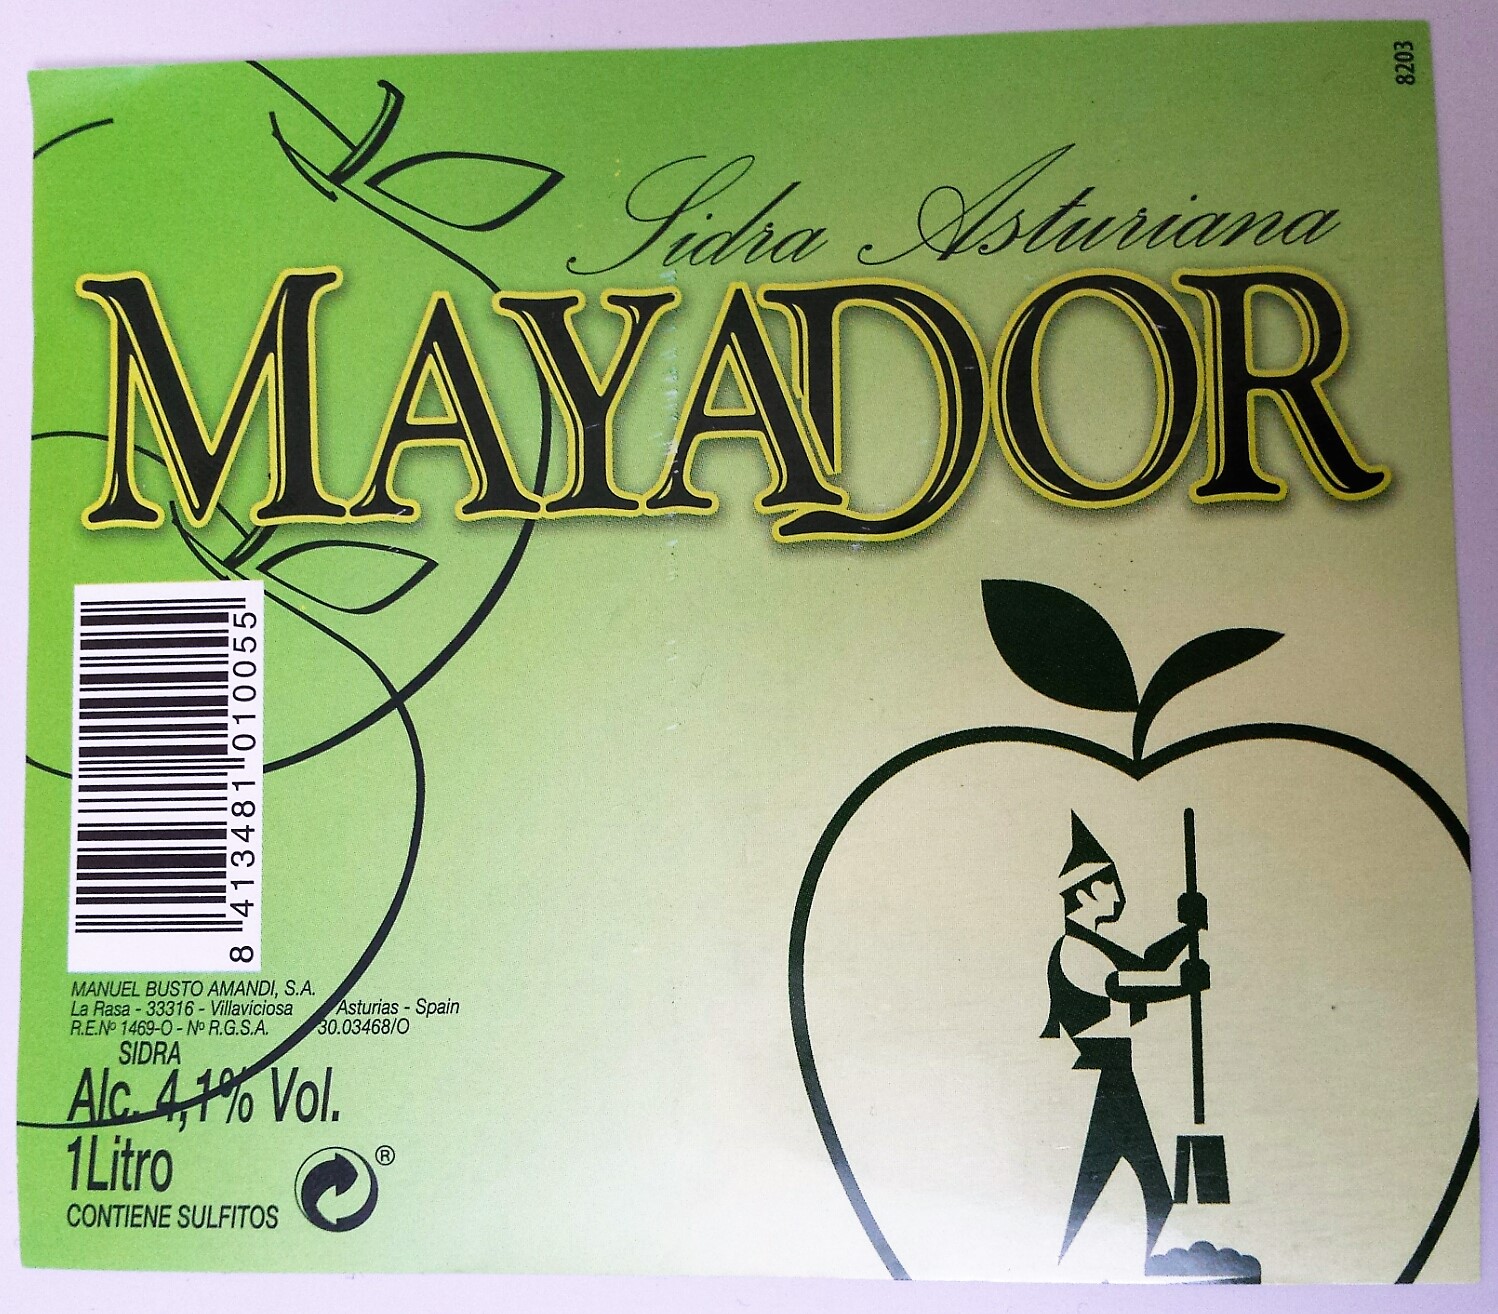 8203
Sidra Asturiana
MAYADOR
8 413481 010055
MANUEL BUSTO AMANDI, S.A.
La Rasa - 33316 - Villaviciosa Asturias - Spain
R.E.Nº 1469-O - Nº R.G.S.A. 30.03468/O
SIDRA
Alc. 4,1% Vol.
1Litro
®
CONTIENE SULFITOS